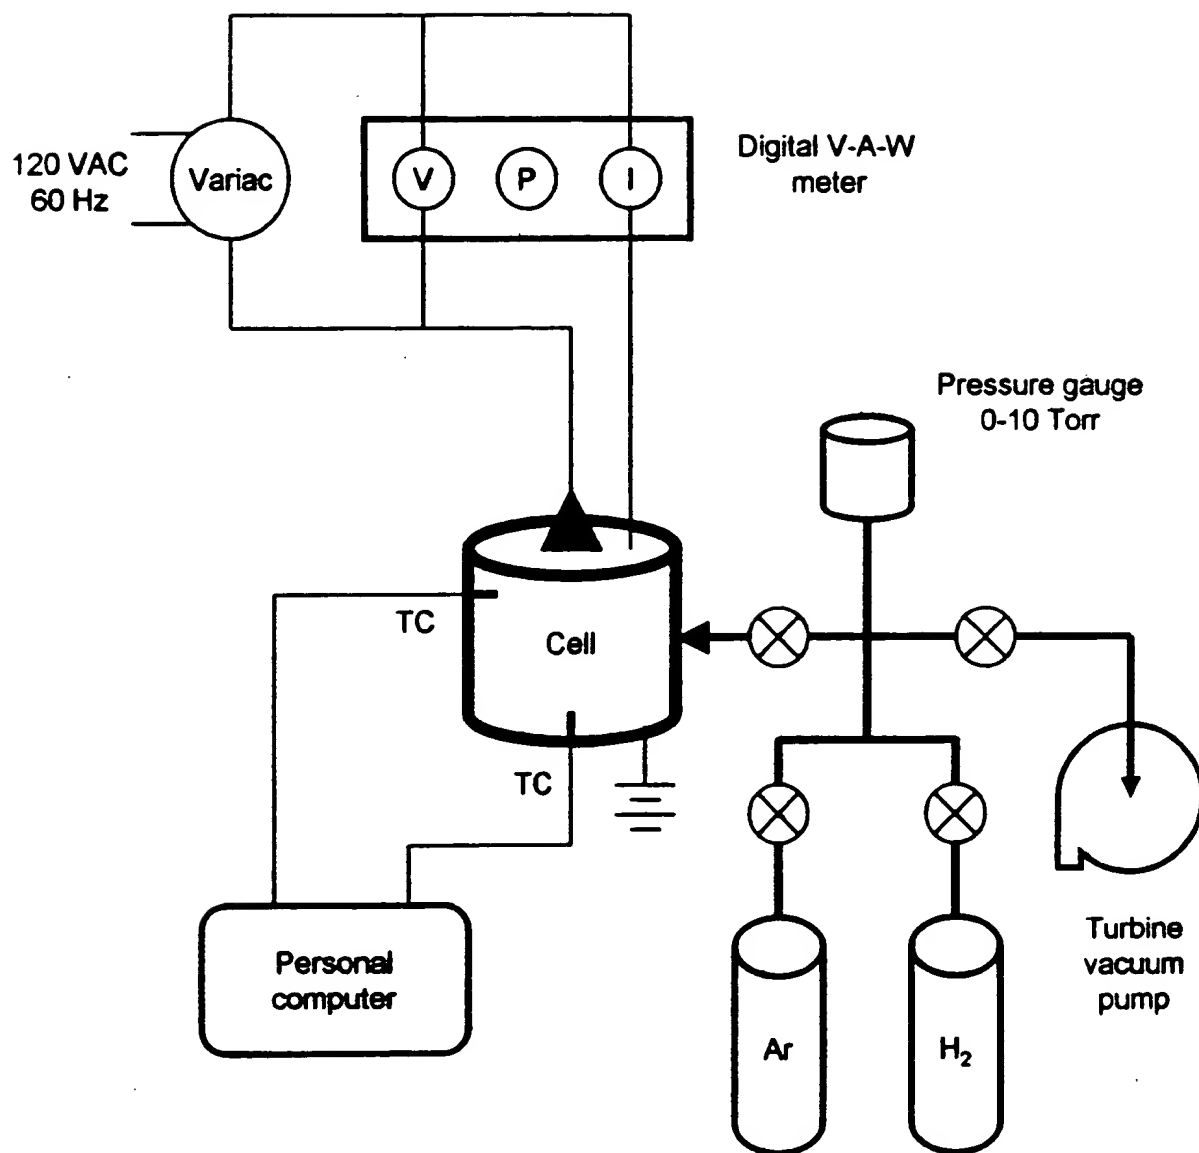 120 VAC
60 Hz
Variac
V
P
I
Digital V-A-W
meter
Pressure gauge
0-10 Torr
TC
Cell
TC
Personal
computer
Ar
H₂
Turbine
vacuum
pump